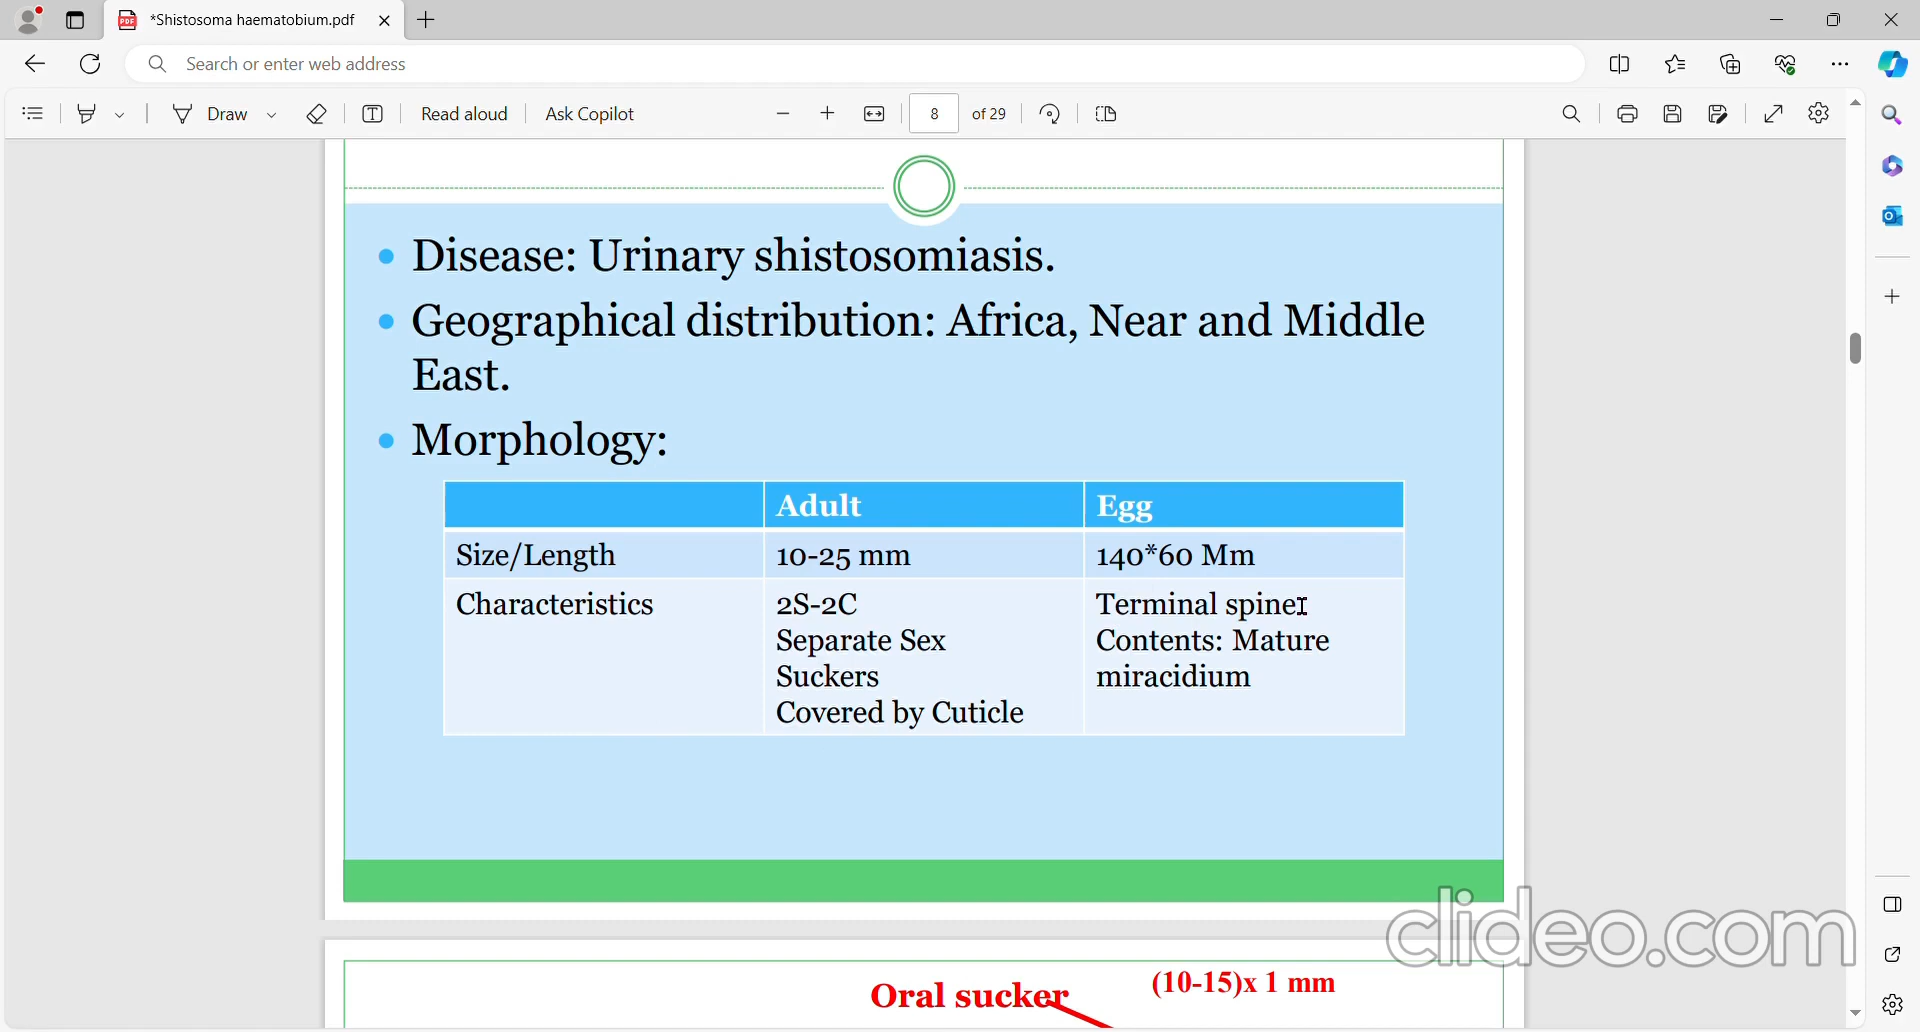 *Shistosoma haematobium.pdf
Search or enter web address
Draw
Read aloud
Ask Copilot
8
of 29
Disease: Urinary shistosomiasis.
Geographical distribution: Africa, Near and Middle
East.
Morphology:
Adult
Egg
Size/Length
10-25 mm
140*60 Mm
Characteristics
2S-2C
Separate Sex
Suckers
Covered by Cuticle
Terminal spine
Contents: Mature
miracidium
Oral sucker
(10-15)x 1 mm
clideo.com